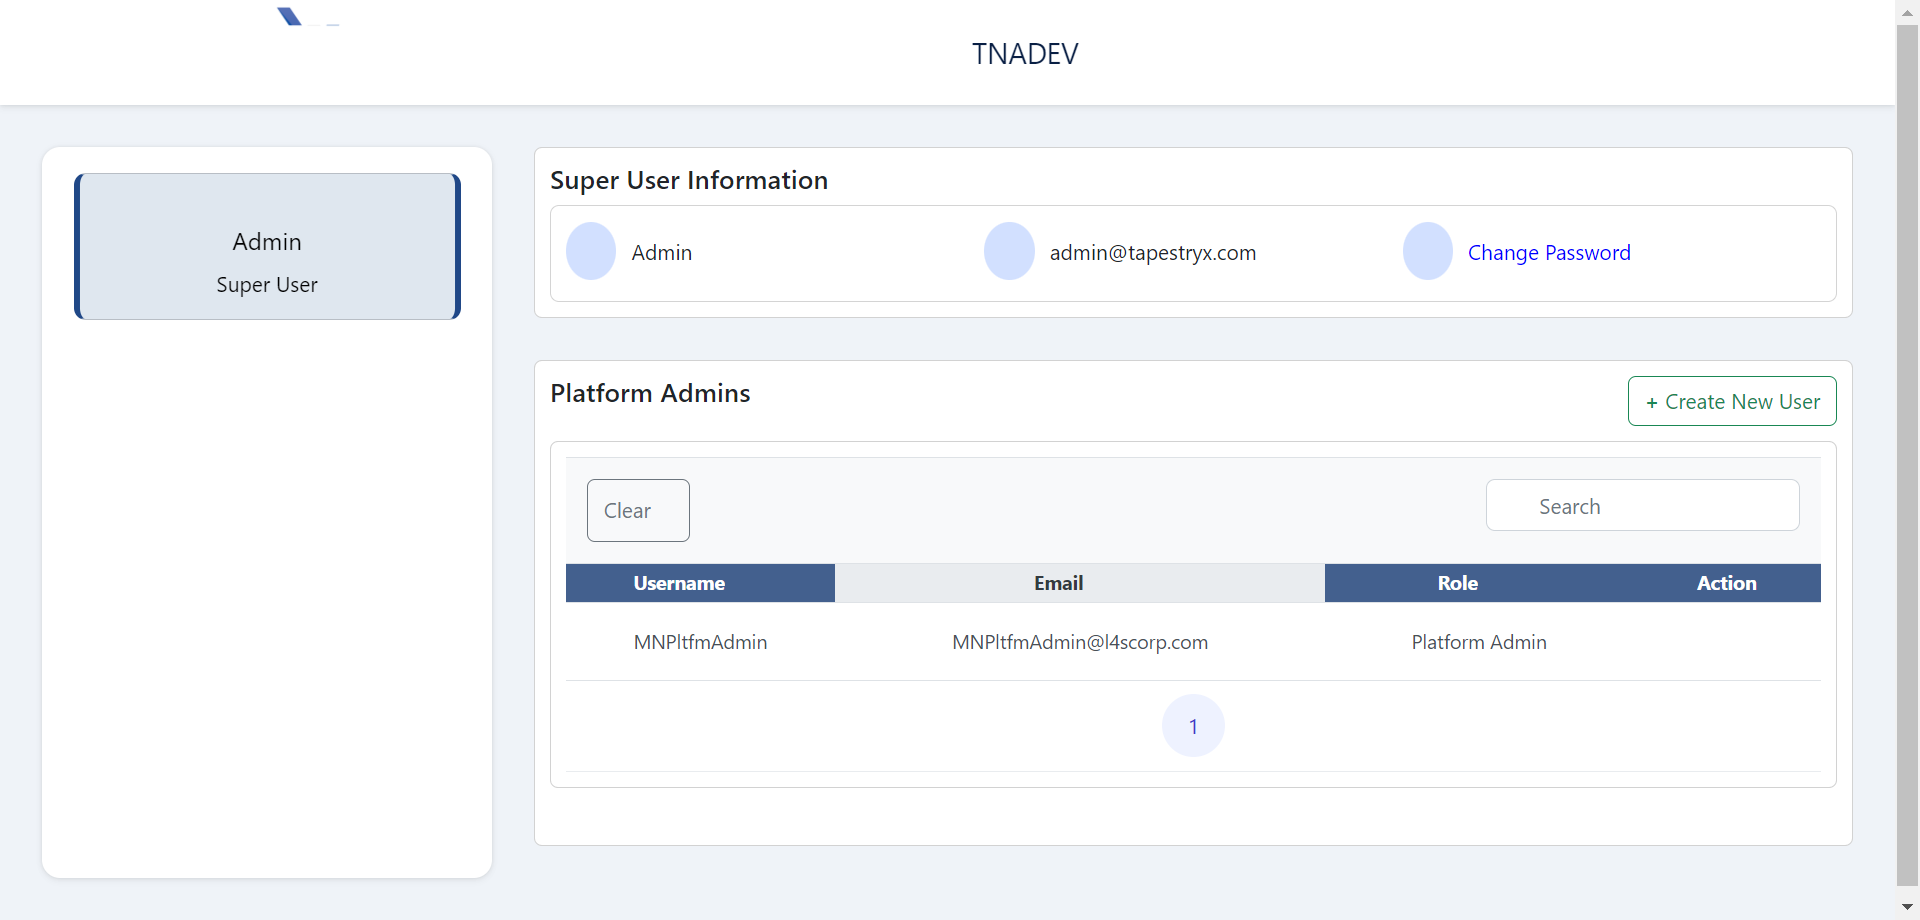 TNADEV
Admin
Super User
Super User Information
Admin
admin@tapestryx.com
Change Password
Platform Admins
+ Create New User
Clear
Search
Username Email Role Action
MNPltfmAdmin MNPltfmAdmin@l4scorp.com Platform Admin
1